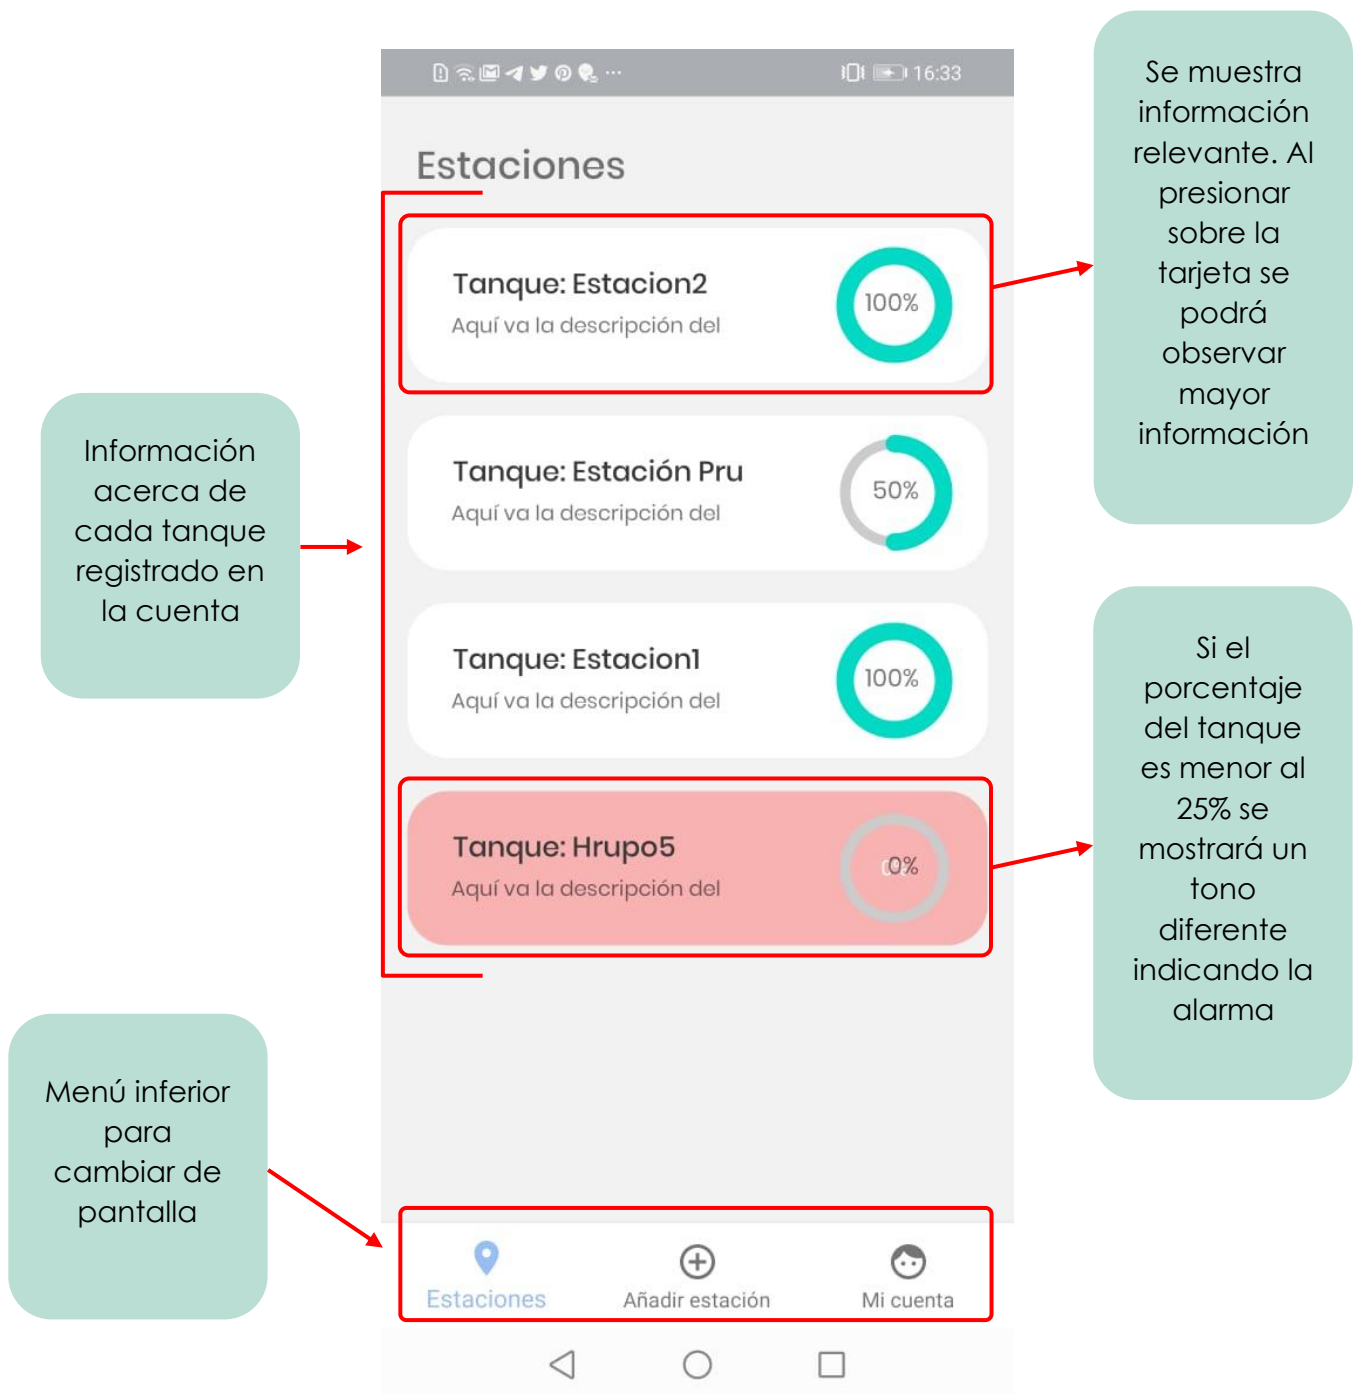 16:33
Estaciones
Tanque: Estacion2
Aquí va la descripción del
100%
Tanque: Estación Pru
Aquí va la descripción del
50%
Tanque: Estacion1
Aquí va la descripción del
100%
Tanque: Hrupo5
Aquí va la descripción del
0%
Estaciones
Añadir estación
Mi cuenta
Información
acerca de
cada tanque
registrado en
la cuenta
Menú inferior
para
cambiar de
pantalla
Se muestra
información
relevante. Al
presionar
sobre la
tarjeta se
podrá
observar
mayor
información
Si el
porcentaje
del tanque
es menor al
25% se
mostrará un
tono
diferente
indicando la
alarma